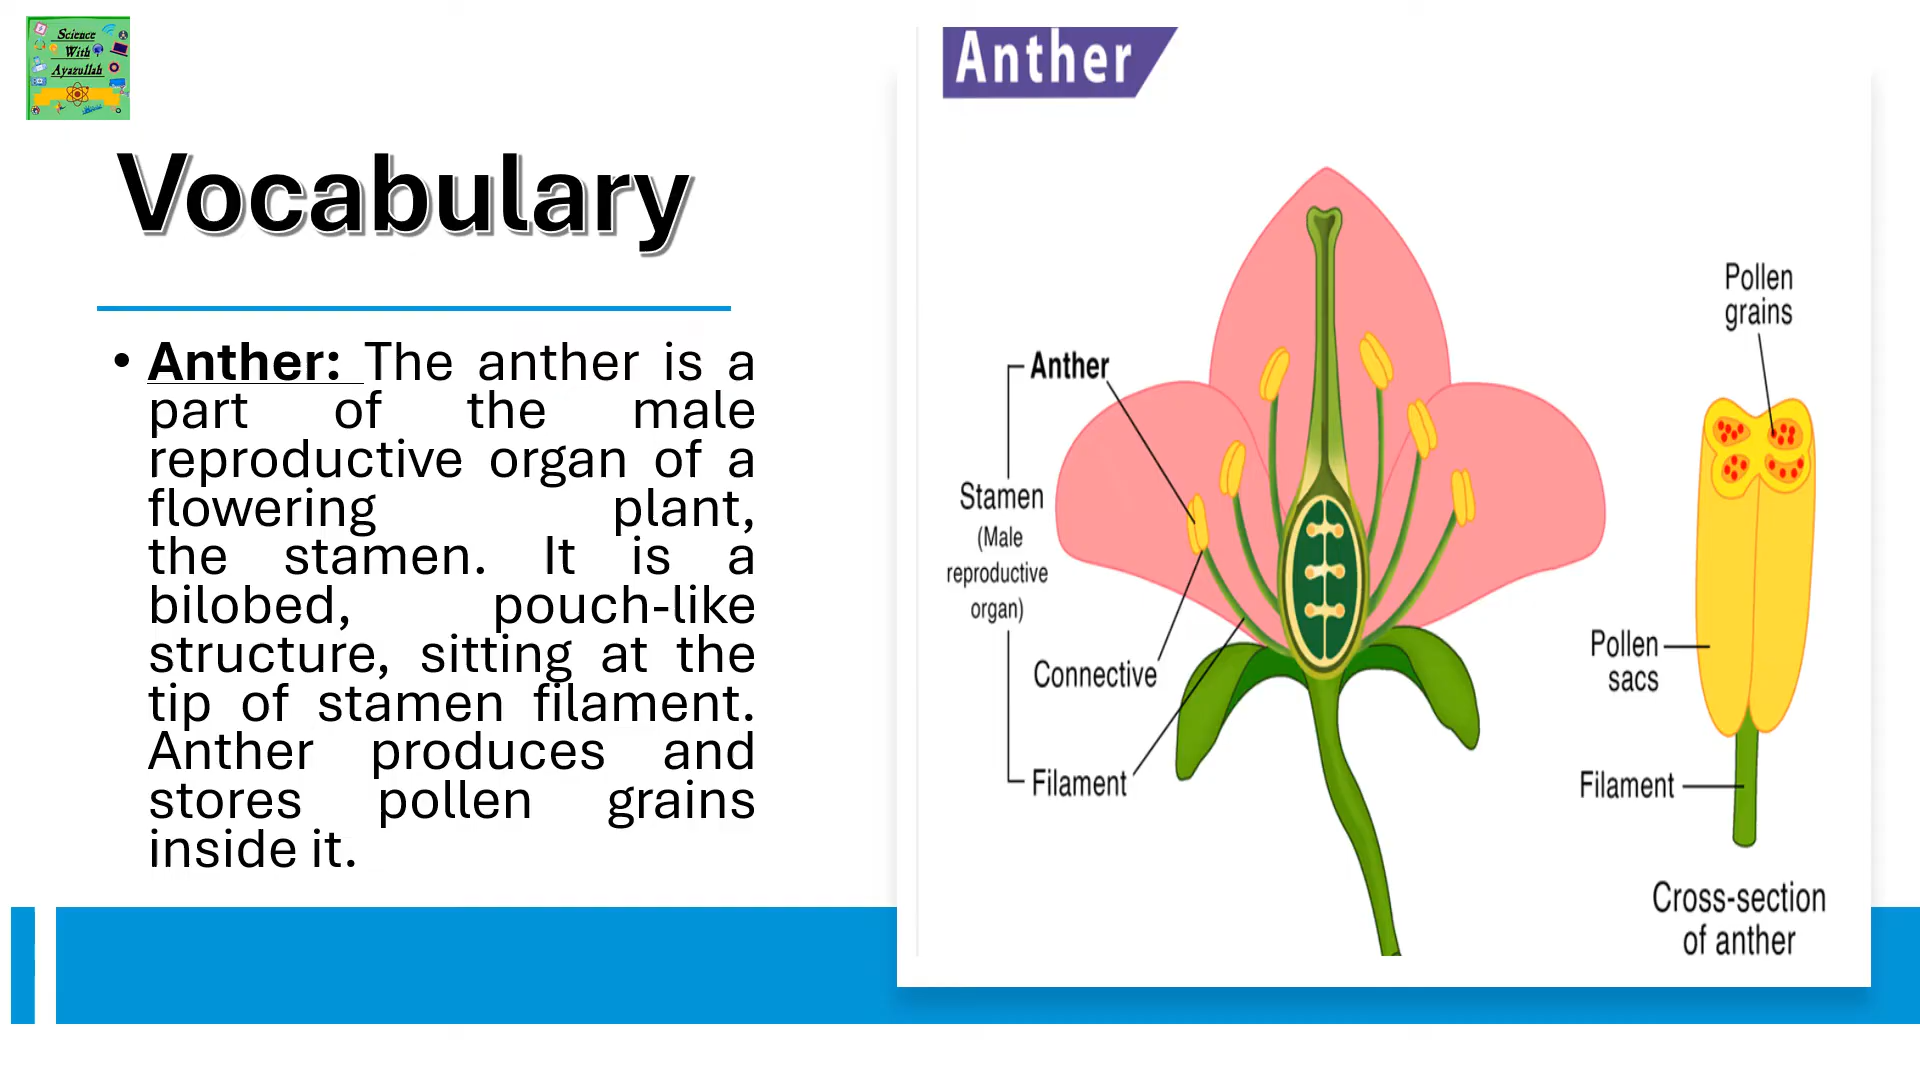 Science
With
Ayazullah
Vocabulary
• Anther: The anther is a
part of the male
reproductive organ of a
flowering plant,
the stamen. It is a
bilobed, pouch-like
structure, sitting at the
tip of stamen filament.
Anther produces and
stores pollen grains
inside it.
Anther
Anther
Stamen
(Male
reproductive
organ)
Connective
Filament
Pollen
grains
Pollen
sacs
Filament
Cross-section
of anther